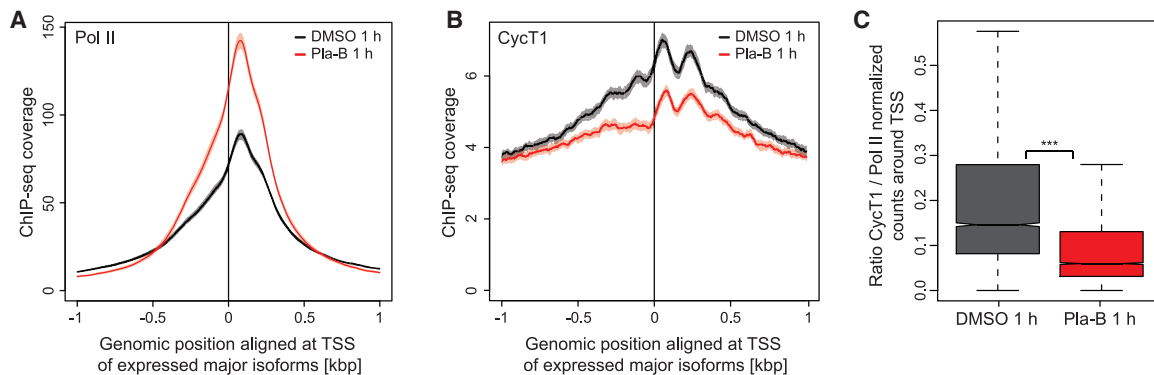 A
Pol II
DMSO 1 h
Pla-B 1 h
ChIP-seq coverage
150
100
50
0
-1
-0.5
0
0.5
1
Genomic position aligned at TSS
of expressed major isoforms [kbp]
B
CycT1
DMSO 1 h
Pla-B 1 h
ChIP-seq coverage
6
4
2
0
-1
-0.5
0
0.5
1
Genomic position aligned at TSS
of expressed major isoforms [kbp]
C
Ratio CycT1 / Pol II normalized
counts around TSS
0.5
0.4
0.3
0.2
0.1
0.0
***
DMSO 1 h
Pla-B 1 h